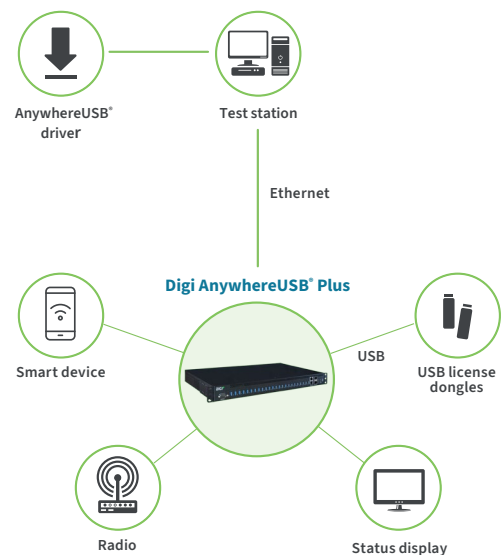 AnywhereUSB®
driver
Test station
Ethernet
Digi AnywhereUSB® Plus
Smart device
USB
USB license
dongles
Radio
Status display